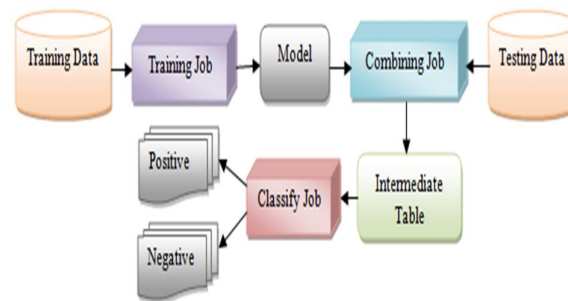 Training Data
Training Job
Model
Combining Job
Testing Data
Positive
Classify Job
Intermediate
Table
Negative